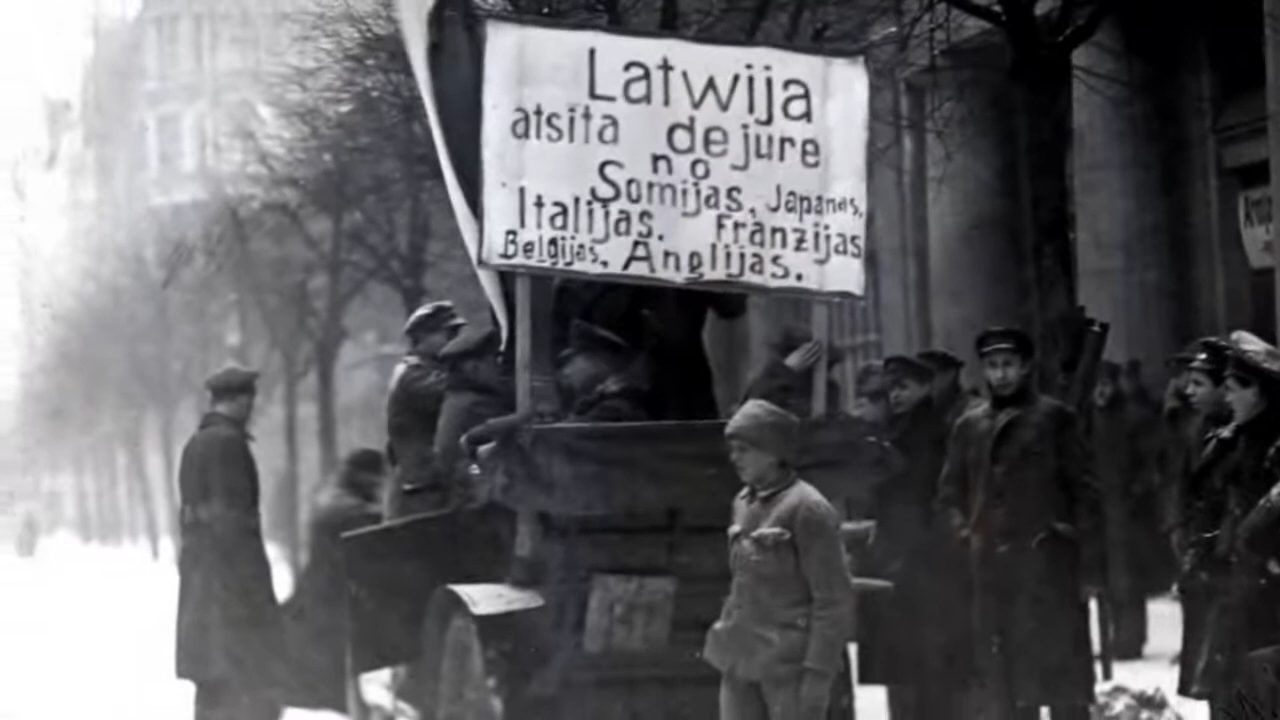 Latwija
atsita de jure
no
Somijas, Japanas,
Italijas. Franzijas
Belgijas, Anglijas.